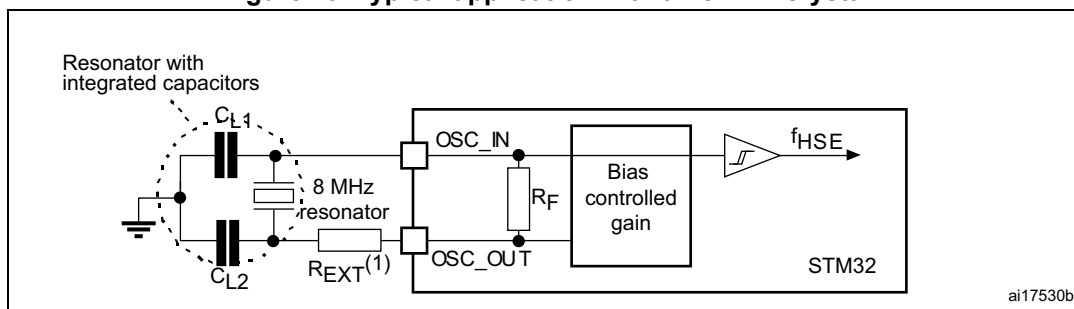 Resonator with
integrated capacitors
CL1
8 MHz
resonator
REXT(1)
CL2
OSC_IN
RF
OSC_OUT
Bias
controlled
gain
fHSE
STM32
ai17530b